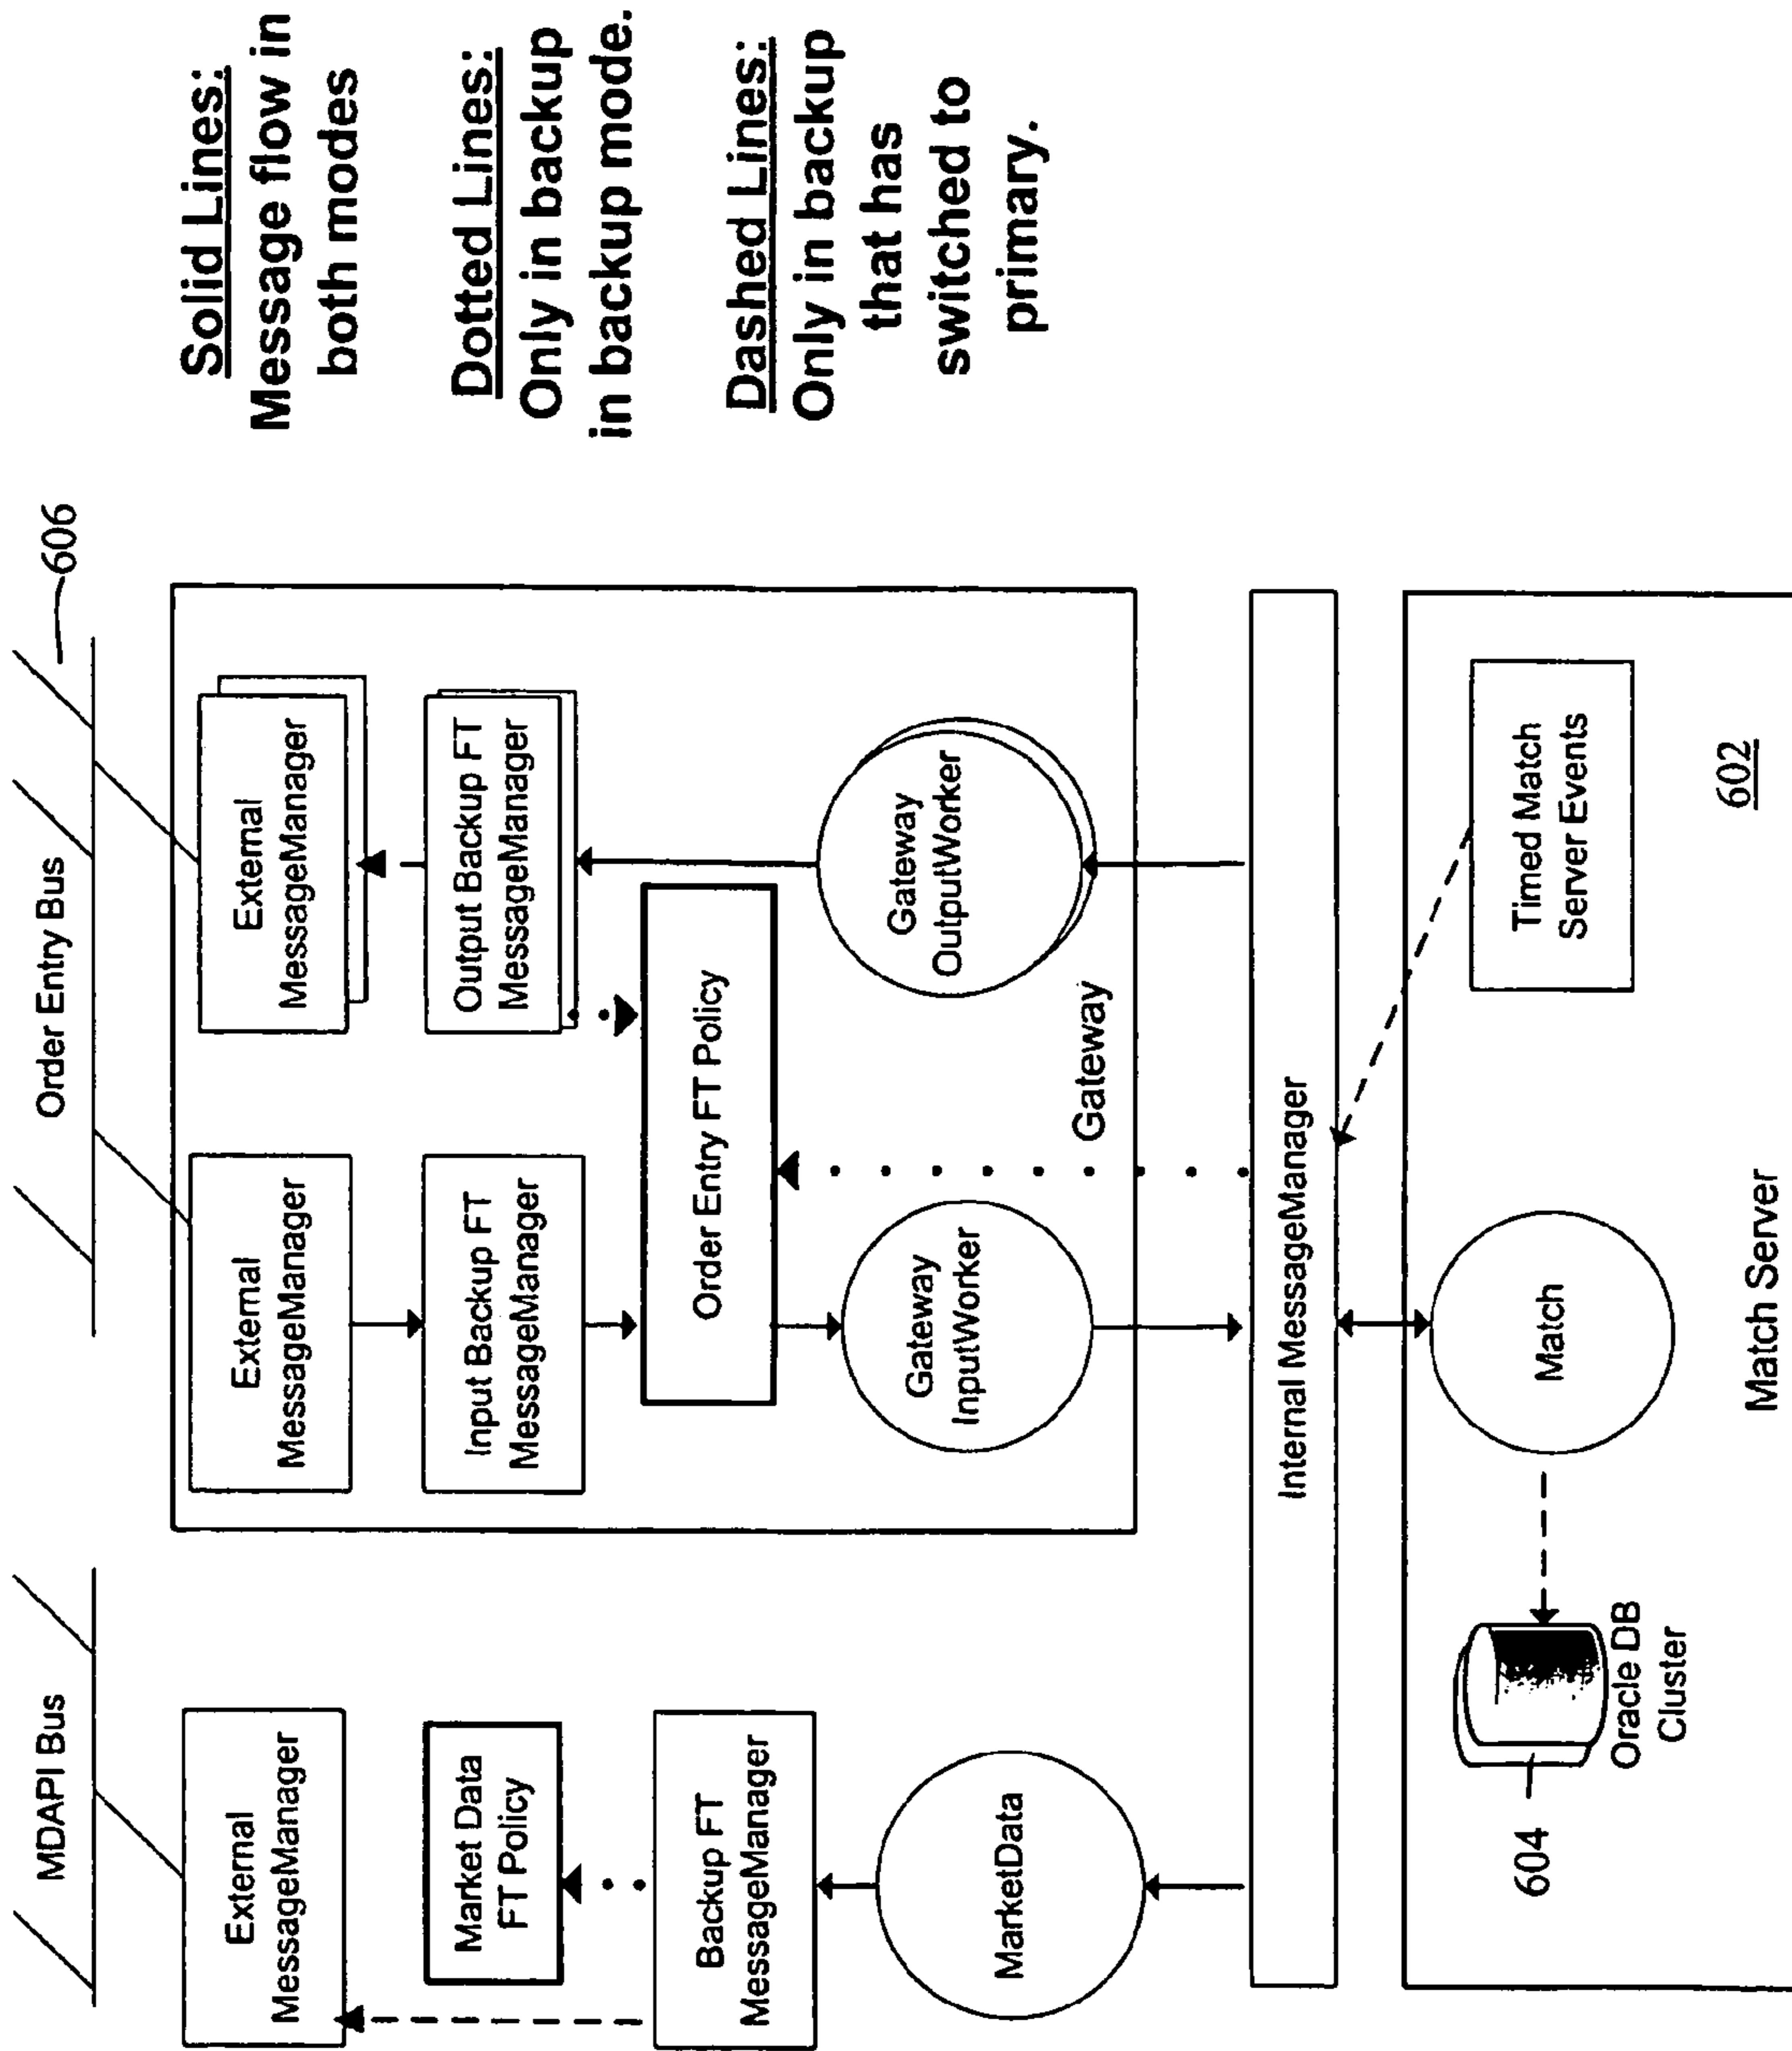 MDAPI Bus
Order Entry Bus
606
External
MessageManager
External
MessageManager
External
MessageManager
Market Data
FT Policy
Input Backup FT
MessageManager
Output Backup FT
MessageManager
Backup FT
MessageManager
Order Entry FT Policy
MarketData
Gateway
InputWorker
Gateway
OutputWorker
Gateway
Internal MessageManager
604
Oracle DB
Cluster
Match
Timed Match
Server Events
Match Server
602
Solid Lines:
Message flow in
both modes
Dotted Lines:
Only in backup
in backup mode.
Dashed Lines:
Only in backup
that has
switched to
primary.